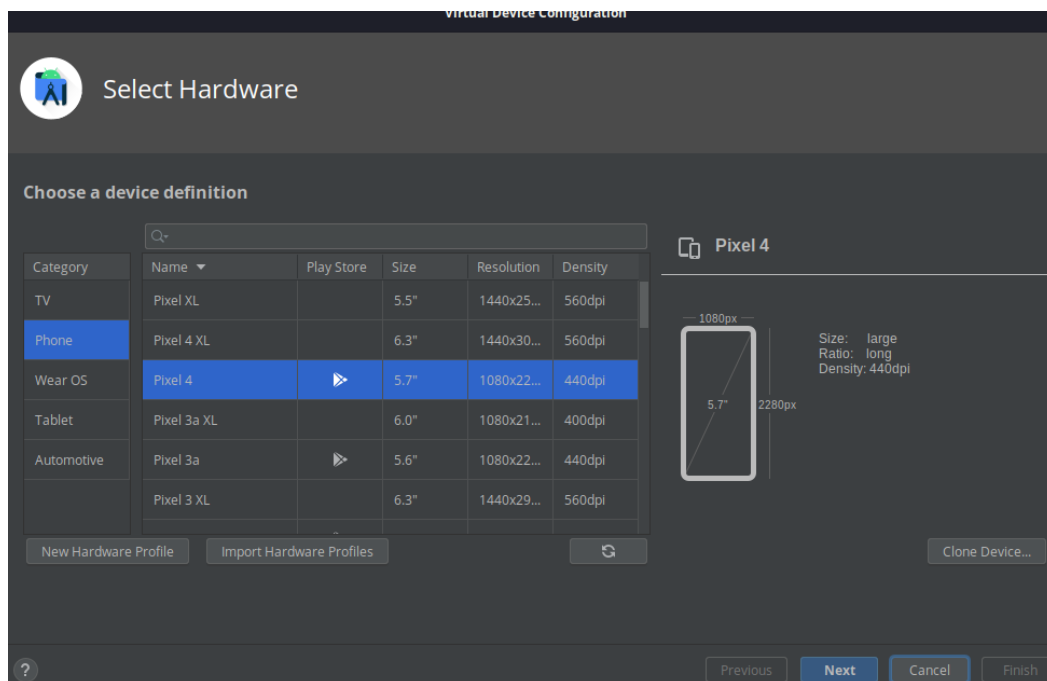 Virtual Device Configuration
Select Hardware
Choose a device definition
Category
TV
Phone
Wear OS
Tablet
Automotive
Name Play Store Size Resolution Density
Pixel XL 5.5" 1440x25... 560dpi
Pixel 4 XL 6.3" 1440x30... 560dpi
Pixel 4 5.7" 1080x22... 440dpi
Pixel 3a XL 6.0" 1080x21... 400dpi
Pixel 3a 5.6" 1080x22... 440dpi
Pixel 3 XL 6.3" 1440x29... 560dpi
New Hardware Profile Import Hardware Profiles
Pixel 4
1080px
5.7"
2280px
Size: large
Ratio: long
Density: 440dpi
Clone Device...
? Previous Next Cancel Finish